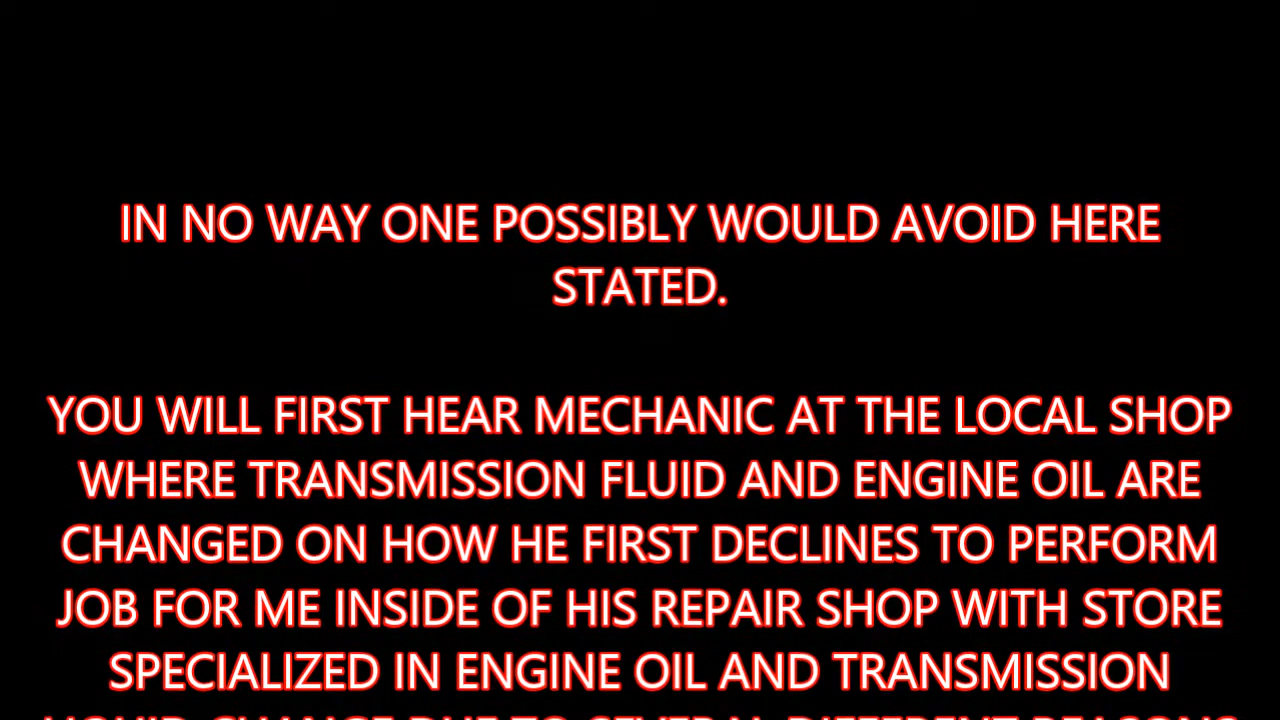 IN NO WAY ONE POSSIBLY WOULD AVOID HERE
STATED.
YOU WILL FIRST HEAR MECHANIC AT THE LOCAL SHOP
WHERE TRANSMISSION FLUID AND ENGINE OIL ARE
CHANGED ON HOW HE FIRST DECLINES TO PERFORM
JOB FOR ME INSIDE OF HIS REPAIR SHOP WITH STORE
SPECIALIZED IN ENGINE OIL AND TRANSMISSION